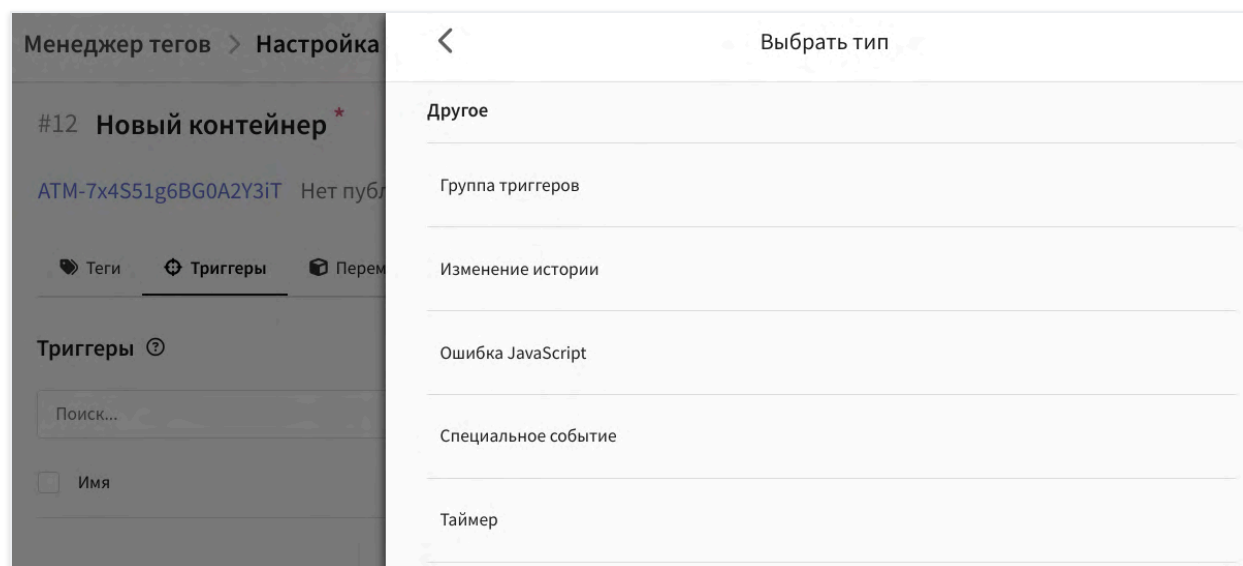 Менеджер тегов > Настройка
#12 Новый контейнер *
ATM-7x4S51g6BG0A2Y3iT Нет публ
Теги Триггеры Перем
Триггеры
Поиск...
Имя
Выбрать тип
Другое
Группа триггеров
Изменение истории
Ошибка JavaScript
Специальное событие
Таймер